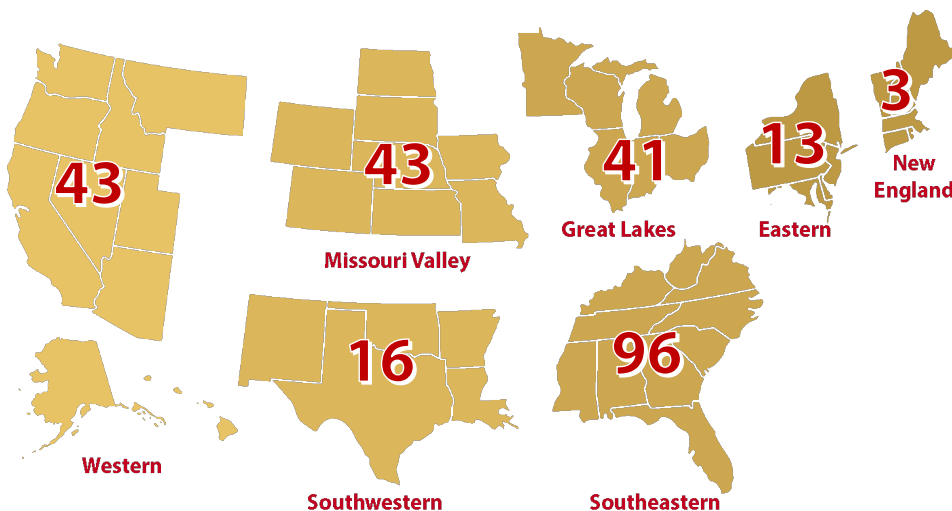 43
43
41
13
3
New
England
Great Lakes
Eastern
Missouri Valley
16
96
Western
Southwestern
Southeastern